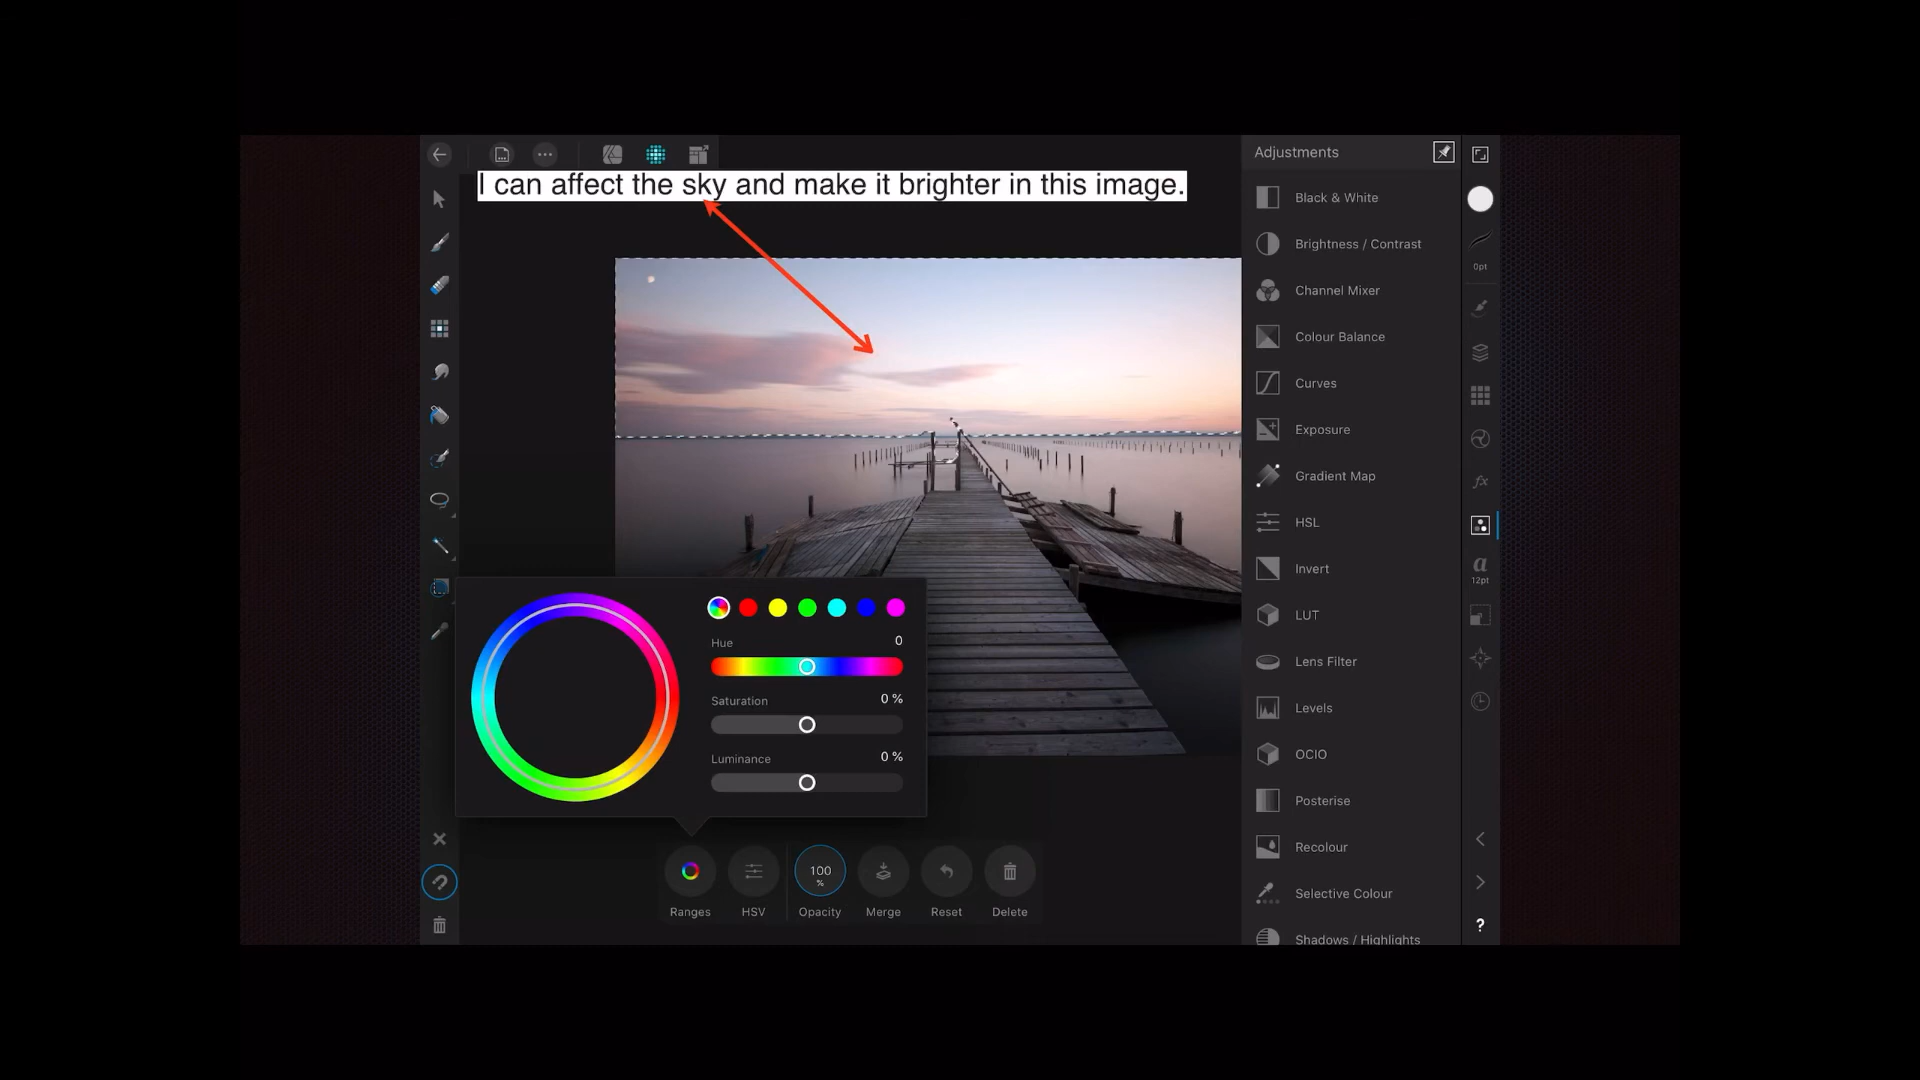 I can affect the sky and make it brighter in this image.
Adjustments
Black & White
Brightness / Contrast
Channel Mixer
Colour Balance
Curves
Exposure
Gradient Map
HSL
Invert
LUT
Lens Filter
Levels
OCIO
Posterise
Recolour
Selective Colour
Shadows / Highlights
0pt
fx
a
12pt
?
Hue 0
Saturation 0 %
Luminance 0 %
100
%
Ranges HSV Opacity Merge Reset Delete